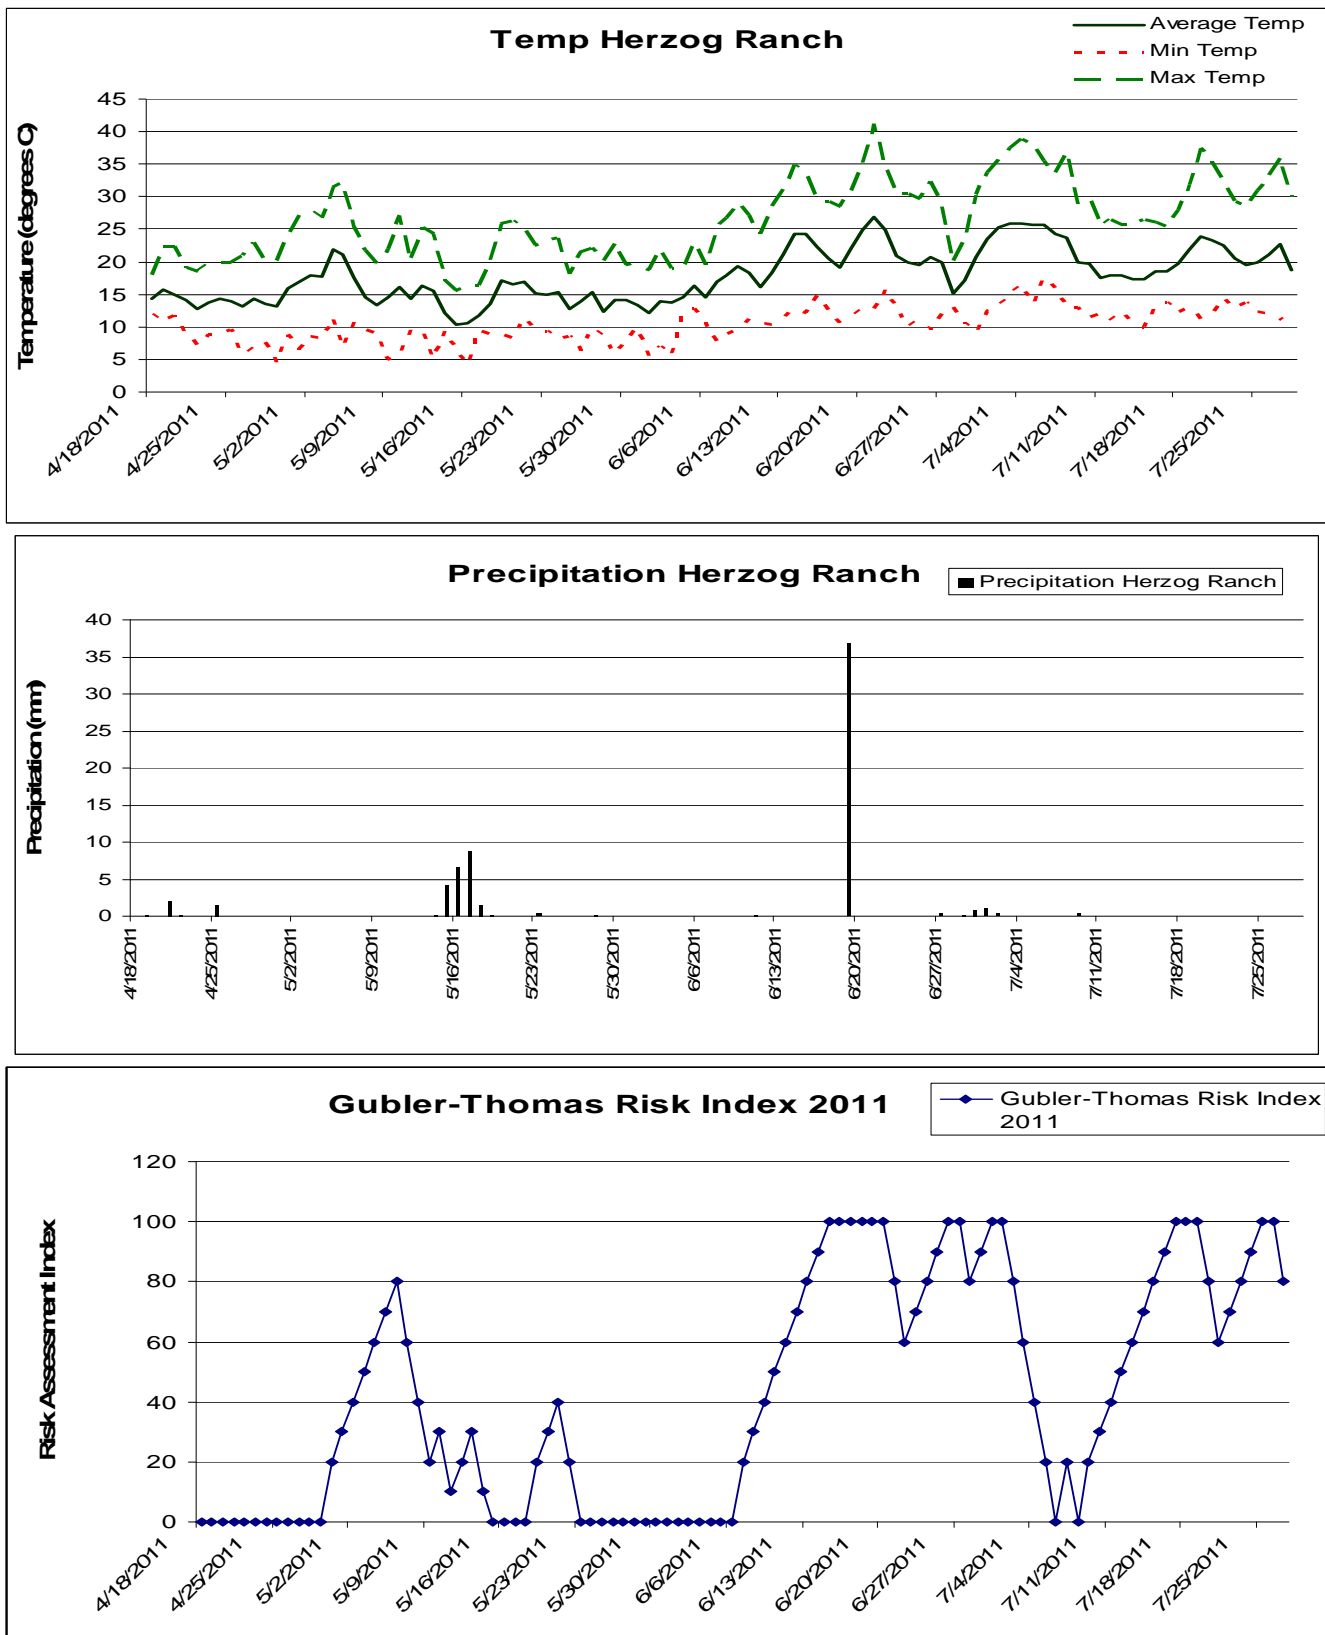 Temp Herzog Ranch
Average Temp
Min Temp
Max Temp
Temperature (degrees C)
45
40
35
30
25
20
15
10
5
0
4/18/2011 4/25/2011 5/2/2011 5/9/2011 5/16/2011 5/23/2011 5/30/2011 6/6/2011 6/13/2011 6/20/2011 6/27/2011 7/4/2011 7/11/2011 7/18/2011 7/25/2011
Precipitation Herzog Ranch
Precipitation Herzog Ranch
Precipitation (mm)
40
35
30
25
20
15
10
5
0
4/18/2011 4/25/2011 5/2/2011 5/9/2011 5/16/2011 5/23/2011 5/30/2011 6/6/2011 6/13/2011 6/20/2011 6/27/2011 7/4/2011 7/11/2011 7/18/2011 7/25/2011
Gubler-Thomas Risk Index 2011
Gubler-Thomas Risk Index
2011
Risk Assessment Index
120
100
80
60
40
20
0
4/18/2011 4/25/2011 5/2/2011 5/9/2011 5/16/2011 5/23/2011 5/30/2011 6/6/2011 6/13/2011 6/20/2011 6/27/2011 7/4/2011 7/11/2011 7/18/2011 7/25/2011